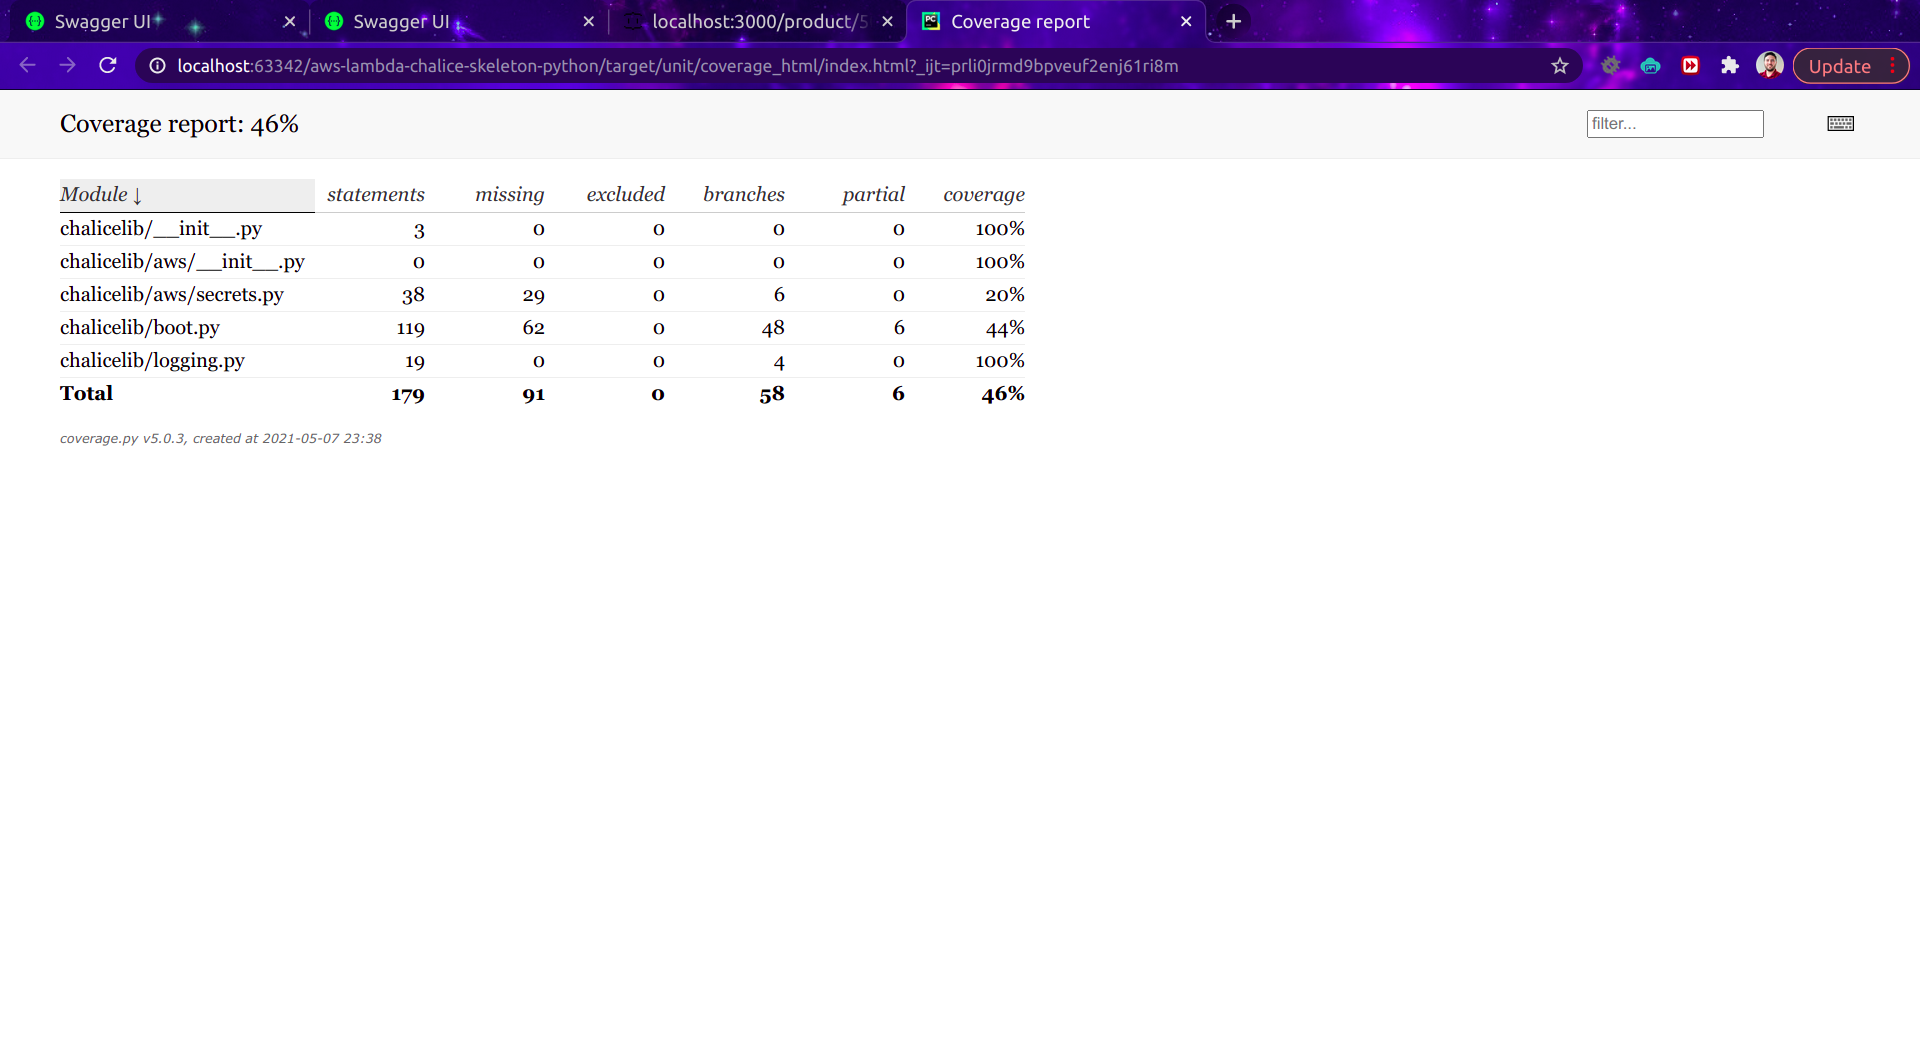 Swagger UI Swagger UI localhost:3000/product/5 Coverage report
localhost:63342/aws-lambda-chalice-skeleton-python/target/unit/coverage_html/index.html?_ijt=prli0jrmd9bpveuf2enj61ri8m Update
Coverage report: 46% filter...
Module ↓ statements missing excluded branches partial coverage
chalicelib/__init__.py 3 0 0 0 0 100%
chalicelib/aws/__init__.py 0 0 0 0 0 100%
chalicelib/aws/secrets.py 38 29 0 6 0 20%
chalicelib/boot.py 119 62 0 48 6 44%
chalicelib/logging.py 19 0 0 4 0 100%
Total 179 91 0 58 6 46%
coverage.py v5.0.3, created at 2021-05-07 23:38